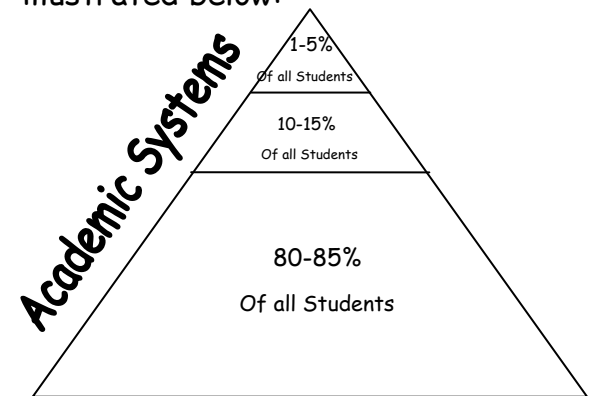 illustrated below:
1-5%
Of all Students
10-15%
Of all Students
80-85%
Of all Students
Academic Systems